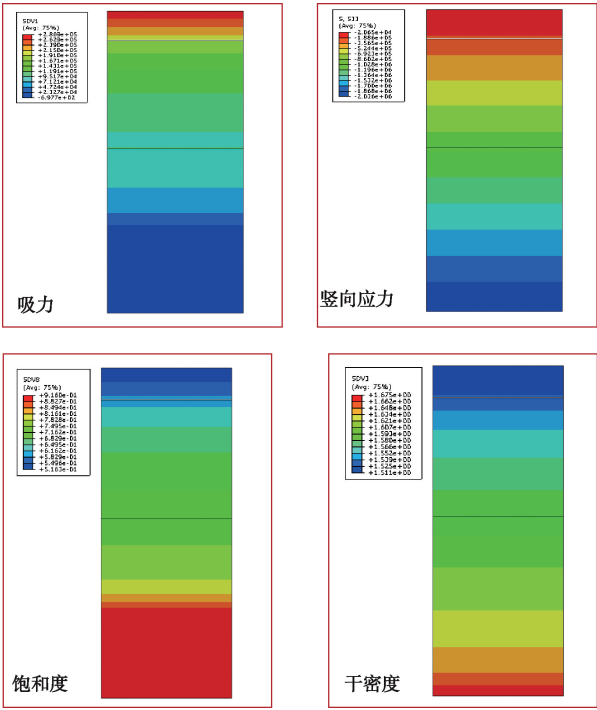 SDV1
(Avg: 75%)
+2.869e+05
+2.629e+05
+2.390e+05
+2.150e+05
+1.910e+05
+1.671e+05
+1.431e+05
+1.191e+05
+9.517e+04
+7.121e+04
+4.724e+04
+2.327e+04
-6.977e+02
吸力
S, S33
(Avg: 75%)
-2.065e+04
-1.886e+05
-3.565e+05
-5.244e+05
-6.923e+05
-8.602e+05
-1.028e+06
-1.196e+06
-1.364e+06
-1.532e+06
-1.700e+06
-1.868e+06
-2.036e+06
竖向应力
SDV8
(Avg: 75%)
+9.160e-01
+8.827e-01
+8.494e-01
+8.161e-01
+7.828e-01
+7.495e-01
+7.162e-01
+6.829e-01
+6.495e-01
+6.162e-01
+5.829e-01
+5.496e-01
+5.163e-01
饱和度
SDV3
(Avg: 75%)
+1.675e+00
+1.662e+00
+1.648e+00
+1.634e+00
+1.621e+00
+1.607e+00
+1.593e+00
+1.580e+00
+1.566e+00
+1.552e+00
+1.539e+00
+1.525e+00
+1.511e+00
干密度